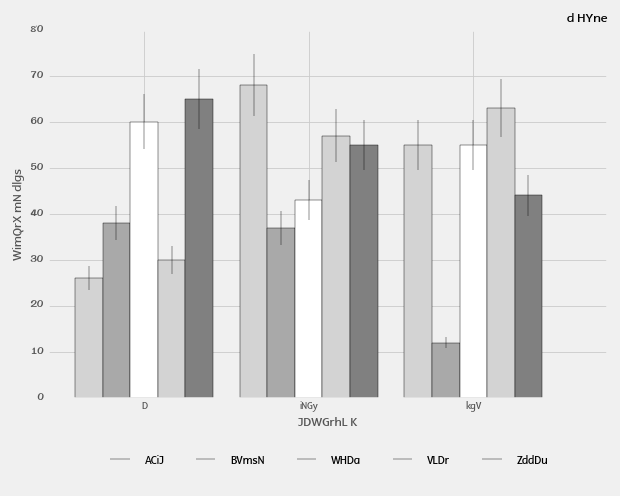 d HYne
80
70
60
50
40
30
20
10
0
WimQrX mN dlgs
D iNGy kgV
JDWGrhL K
ACiJ BVmsN WHDa VLDr ZddDu